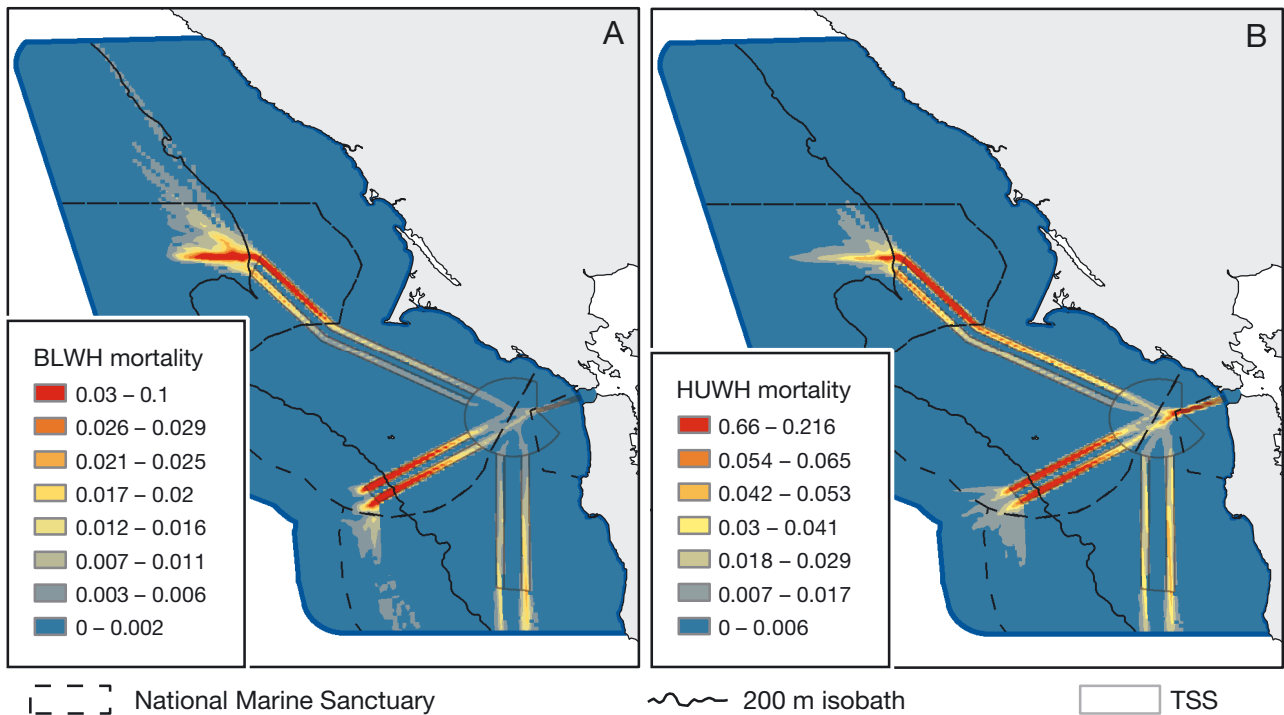 A
BLWH mortality
0.03 – 0.1
0.026 – 0.029
0.021 – 0.025
0.017 – 0.02
0.012 – 0.016
0.007 – 0.011
0.003 – 0.006
0 – 0.002
B
HUWH mortality
0.66 – 0.216
0.054 – 0.065
0.042 – 0.053
0.03 – 0.041
0.018 – 0.029
0.007 – 0.017
0 – 0.006
National Marine Sanctuary
200 m isobath
TSS